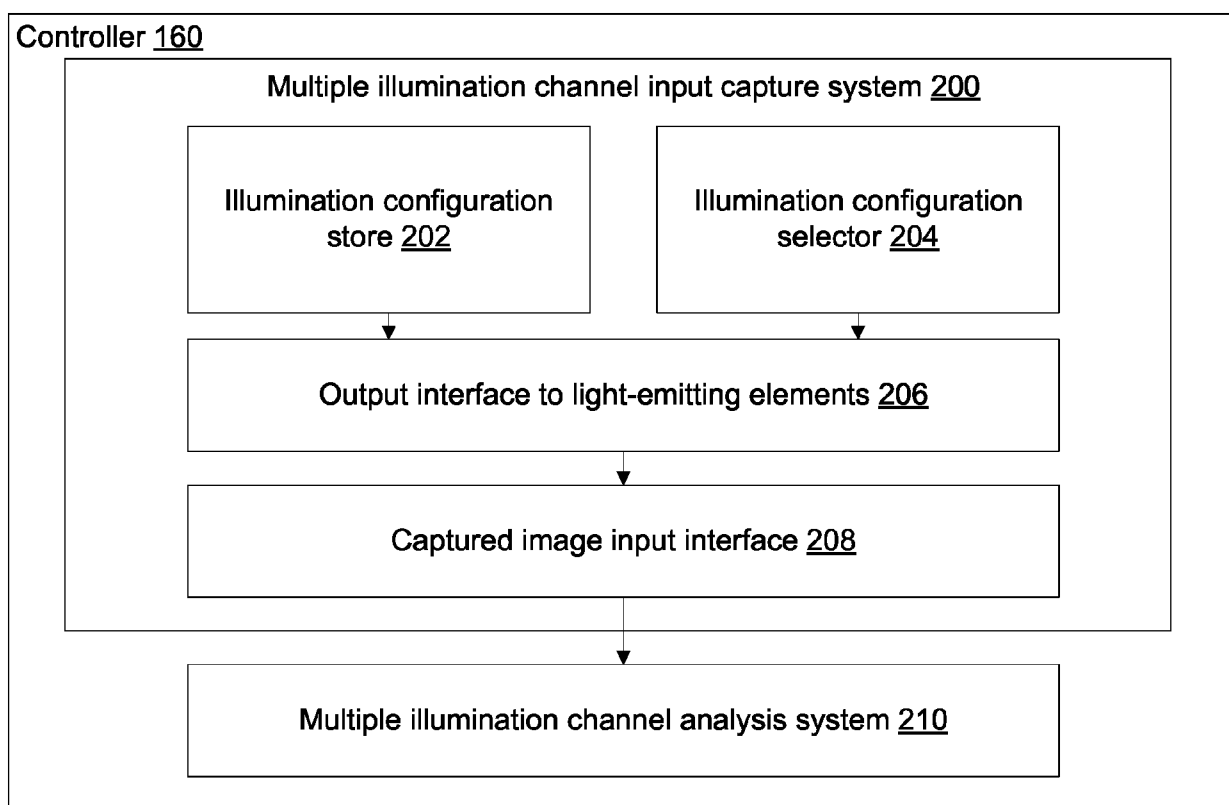 Controller 160
Multiple illumination channel input capture system 200
Illumination configuration
store 202
Illumination configuration
selector 204
Output interface to light-emitting elements 206
Captured image input interface 208
Multiple illumination channel analysis system 210